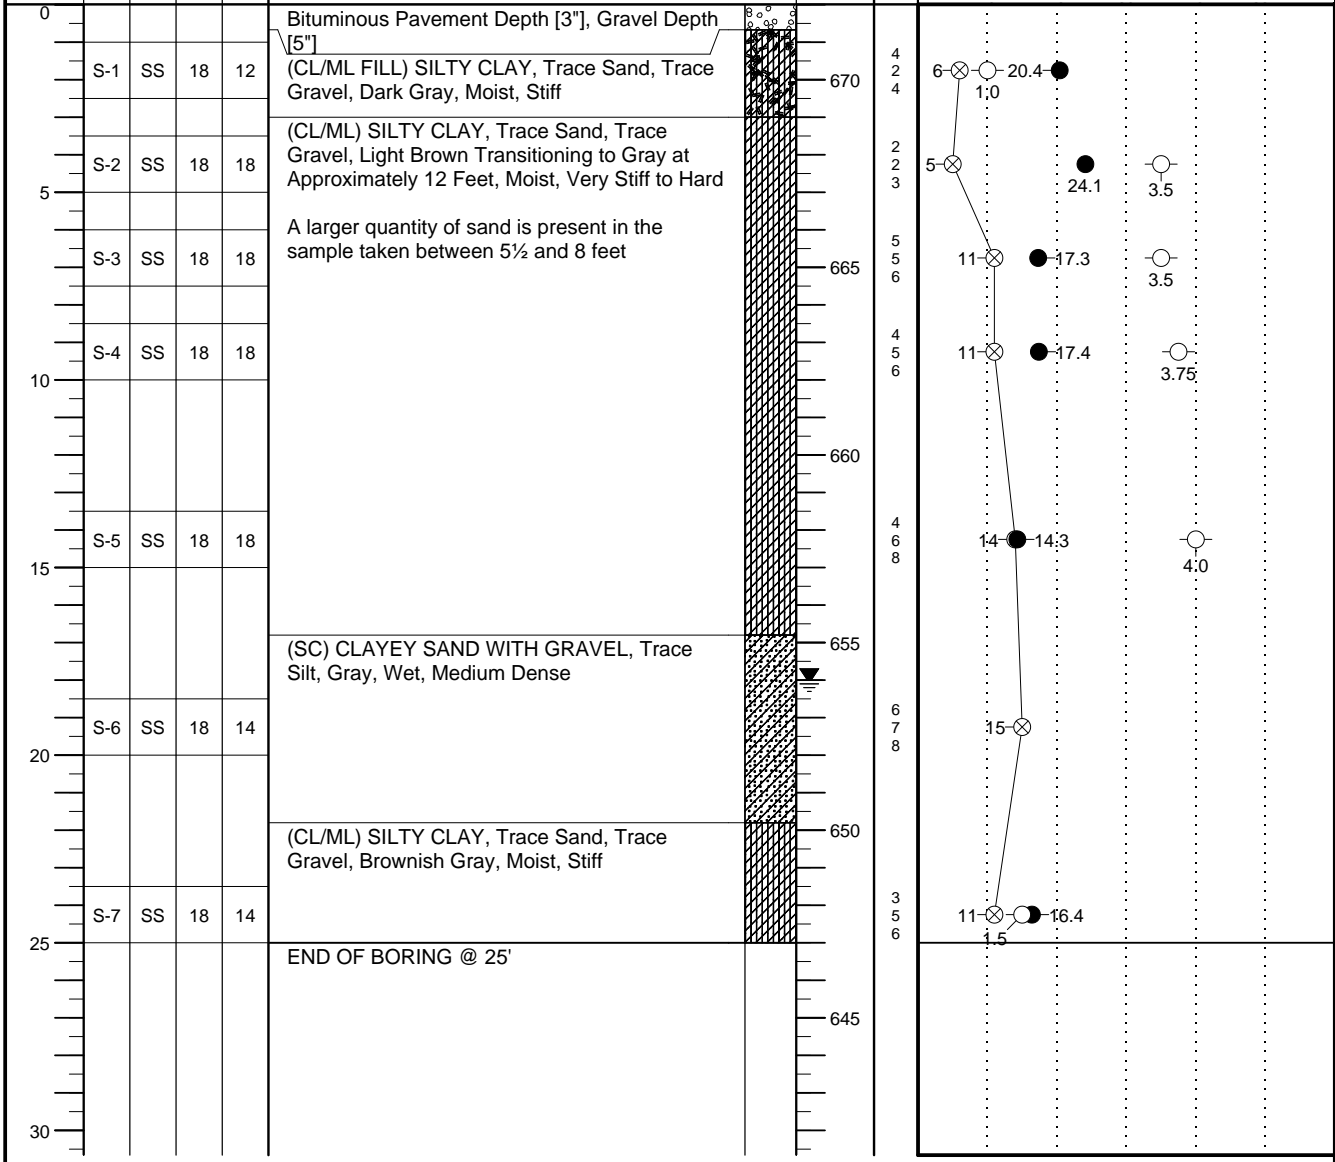 0
Bituminous Pavement Depth [3"], Gravel Depth
[5"]
S-1 SS 18 12
(CL/ML FILL) SILTY CLAY, Trace Sand, Trace
Gravel, Dark Gray, Moist, Stiff
670
4
2
4
6 1.0 20.4
(CL/ML) SILTY CLAY, Trace Sand, Trace
Gravel, Light Brown Transitioning to Gray at
Approximately 12 Feet, Moist, Very Stiff to Hard
S-2 SS 18 18
2
2
3
5 24.1 3.5
5
A larger quantity of sand is present in the
sample taken between 5½ and 8 feet
S-3 SS 18 18
665
5
5
6
11 17.3 3.5
S-4 SS 18 18
4
5
6
11 17.4 3.75
10
660
S-5 SS 18 18
4
6
8
14 14.3 4.0
15
(SC) CLAYEY SAND WITH GRAVEL, Trace
Silt, Gray, Wet, Medium Dense
655
S-6 SS 18 14
6
7
8
15
20
(CL/ML) SILTY CLAY, Trace Sand, Trace
Gravel, Brownish Gray, Moist, Stiff
650
S-7 SS 18 14
3
5
6
11 1.5 16.4
25
END OF BORING @ 25'
645
30